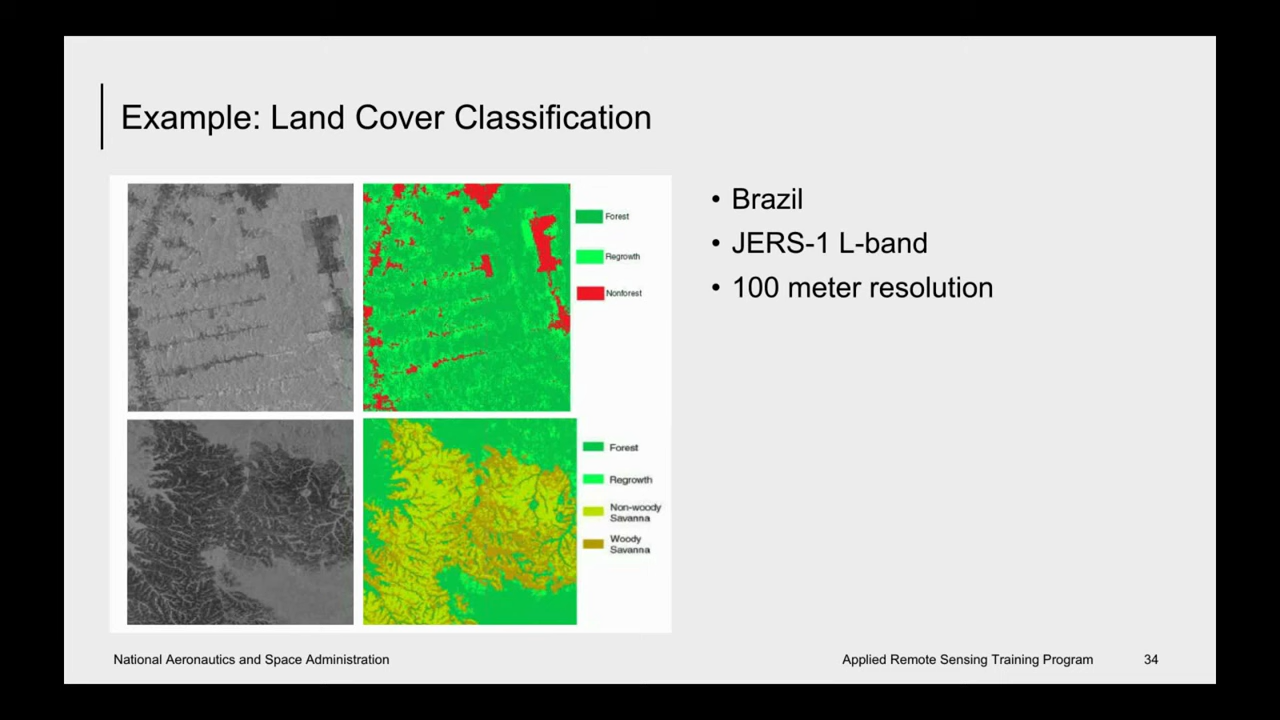 Example: Land Cover Classification
Forest
Regrowth
Nonforest
Forest
Regrowth
Non-woody
Savanna
Woody
Savanna
• Brazil
• JERS-1 L-band
• 100 meter resolution
National Aeronautics and Space Administration
Applied Remote Sensing Training Program
34